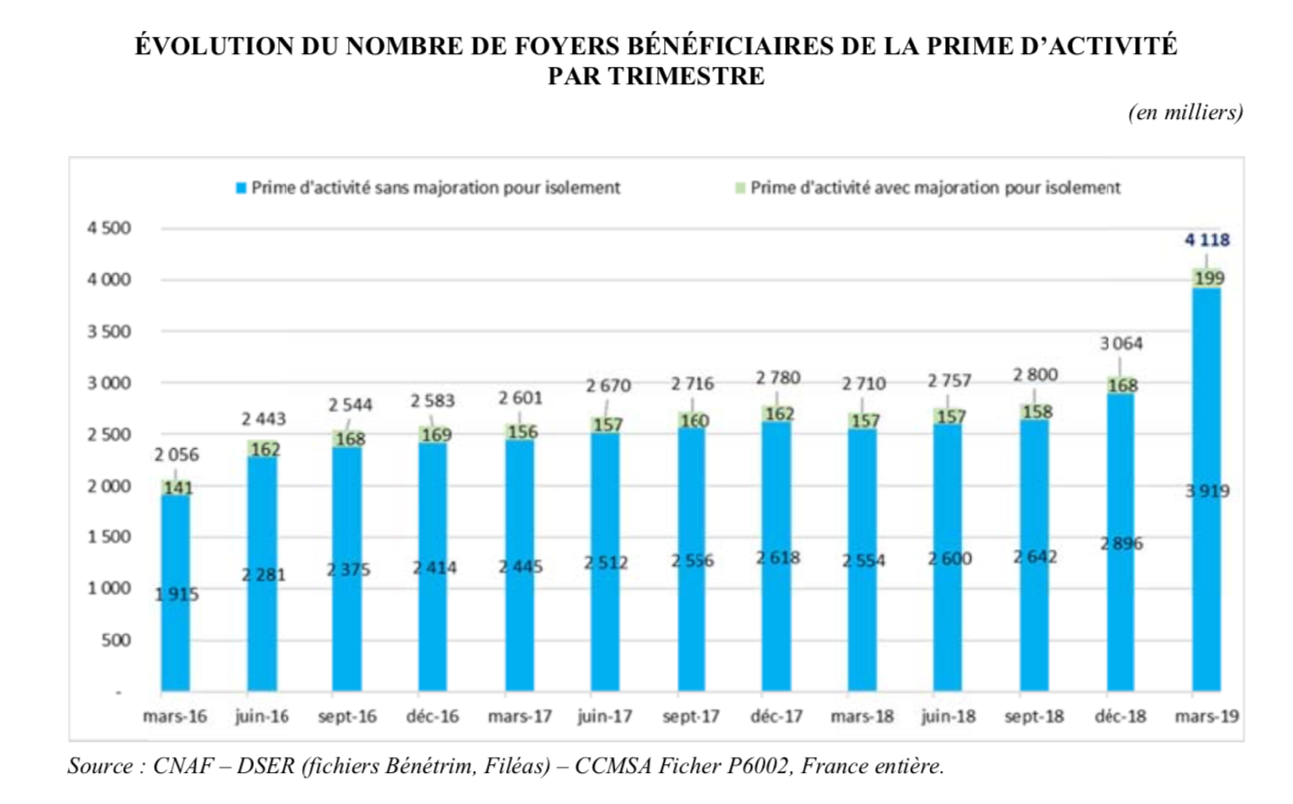 ÉVOLUTION DU NOMBRE DE FOYERS BÉNÉFICIAIRES DE LA PRIME D’ACTIVITÉ
PAR TRIMESTRE
(en milliers)
Prime d'activité sans majoration pour isolement
Prime d'activité avec majoration pour isolement
4 500
4 000
3 500
3 000
2 500
2 000
1 500
1 000
500
-
2 056
141
1 915
2 443
162
2 281
2 544
168
2 375
2 583
169
2 414
2 601
156
2 445
2 670
157
2 512
2 716
160
2 556
2 780
162
2 618
2 710
157
2 554
2 757
157
2 600
2 800
158
2 642
3 064
168
2 896
4 118
199
3 919
mars-16
juin-16
sept-16
déc-16
mars-17
juin-17
sept-17
déc-17
mars-18
juin-18
sept-18
déc-18
mars-19
Source : CNAF – DSER (fichiers Bénétrim, Filéas) – CCMSA Ficher P6002, France entière.